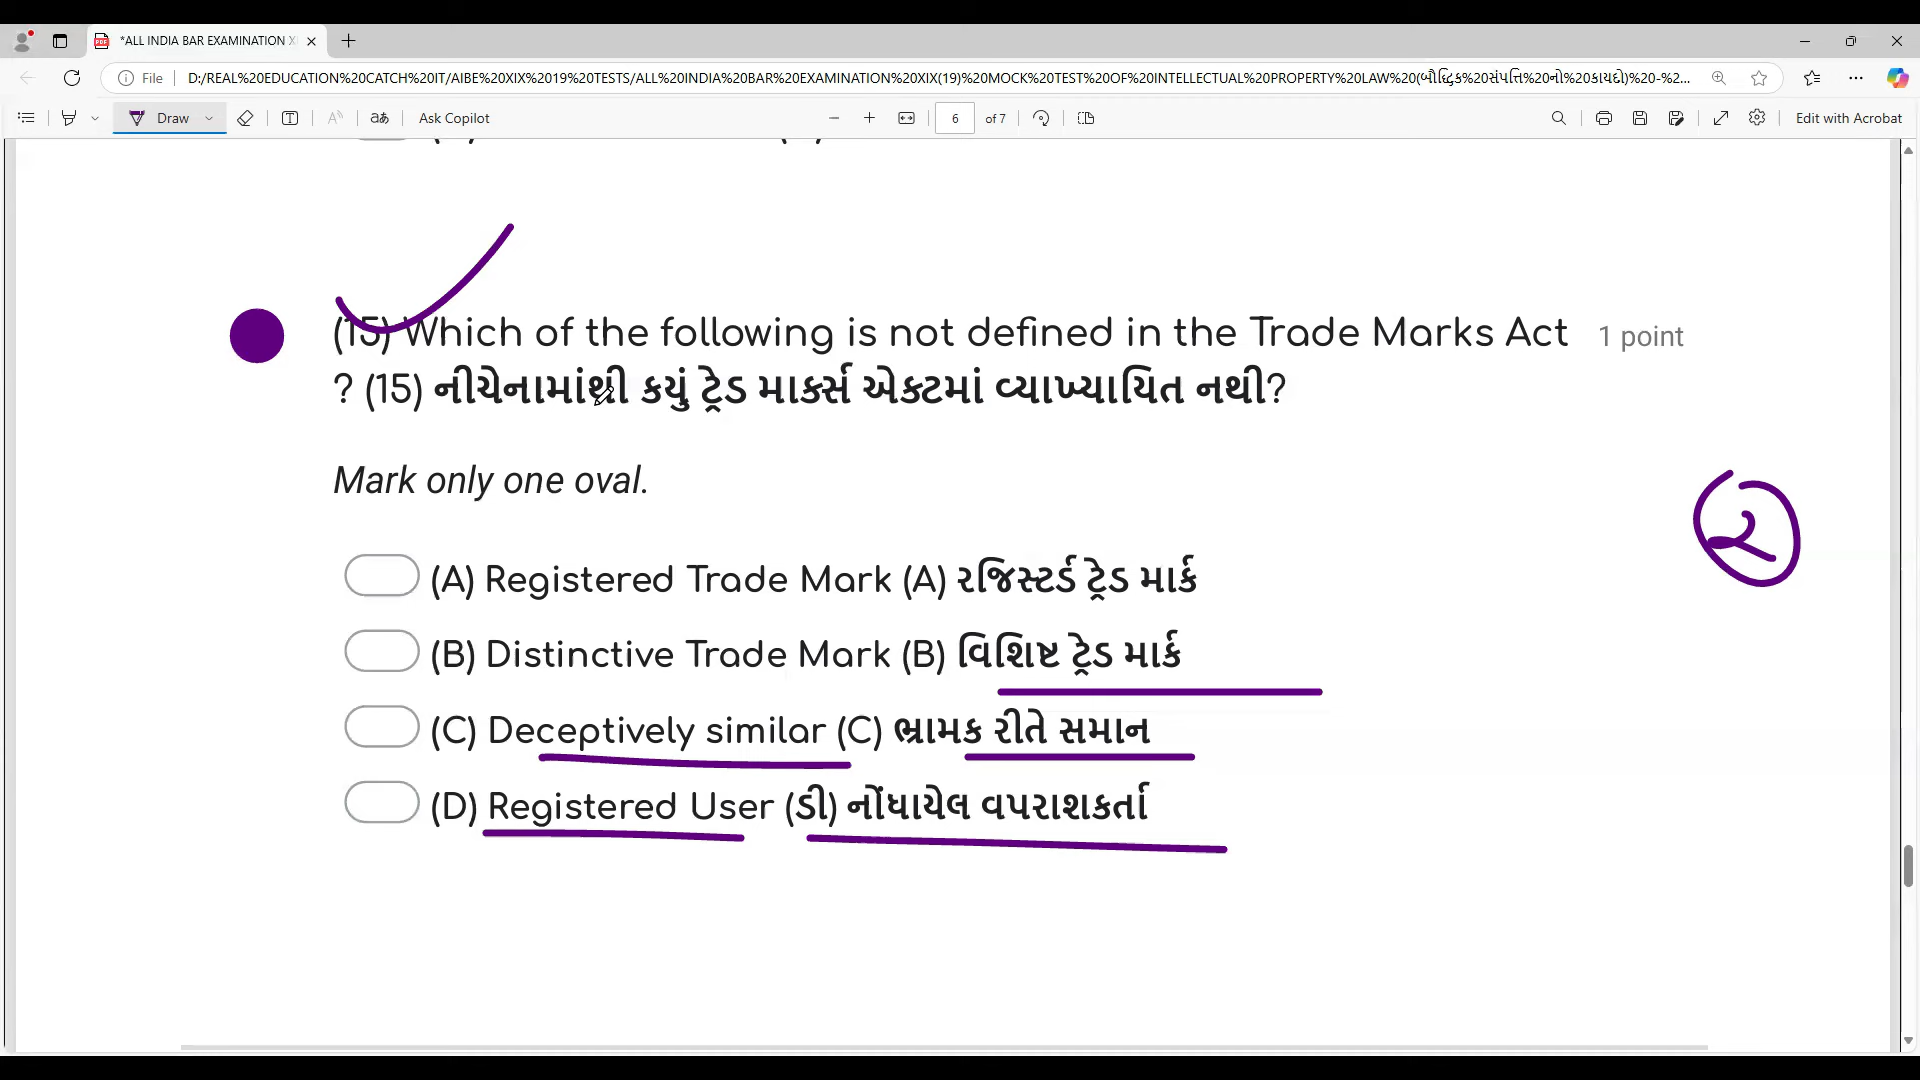 *ALL INDIA BAR EXAMINATION X
File D:/REAL%20EDUCATION%20CATCH%20IT/AIBE%20XIX%2019%20TESTS/ALL%20INDIA%20BAR%20EXAMINATION%20XIX(19)%20MOCK%20TEST%20OF%20INTELLECTUAL%20PROPERTY%20LAW%20(બૌદ્ધિક%20સંપત્તિ%20નો%20કાયદો)%20-%2...
Draw Ask Copilot 6 of 7 Edit with Acrobat
(15) Which of the following is not defined in the Trade Marks Act 1 point
? (15) નીચેનામાંથી કયું ટ્રેડ માર્ક્સ એક્ટમાં વ્યાખ્યાયિત નથી?
Mark only one oval.
(A) Registered Trade Mark (A) રજિસ્ટર્ડ ટ્રેડ માર્ક
(B) Distinctive Trade Mark (B) વિશિષ્ટ ટ્રેડ માર્ક
(C) Deceptively similar (C) ભ્રામક રીતે સમાન
(D) Registered User (ડી) નોંધાયેલ વપરાશકર્તા
૨